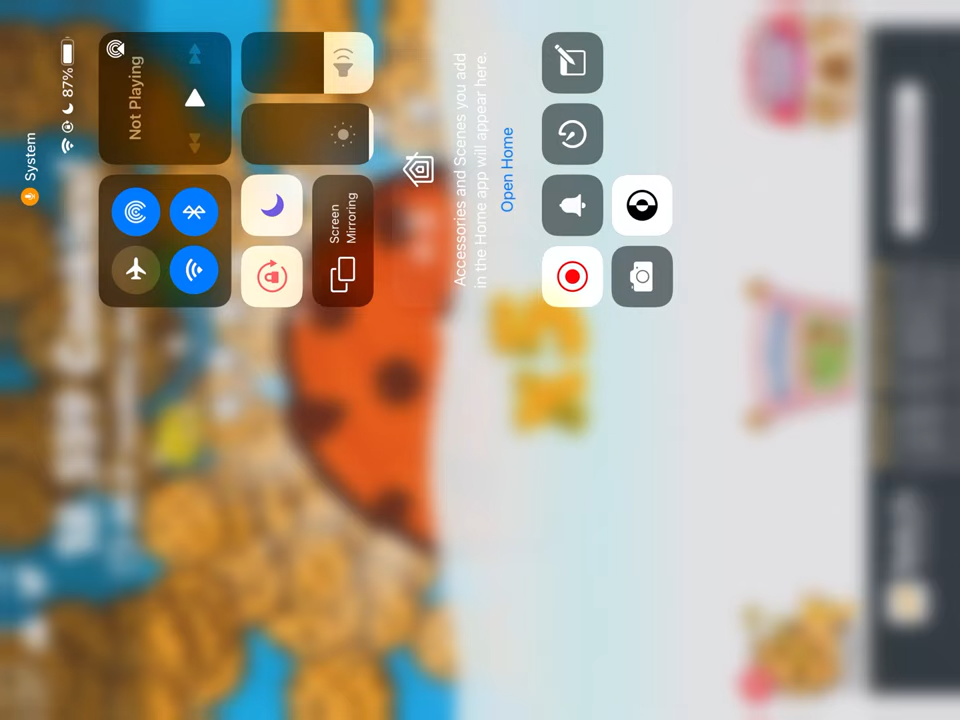 System
87%
Not Playing
Screen
Mirroring
Accessories and Scenes you add
in the Home app will appear here.
Open Home